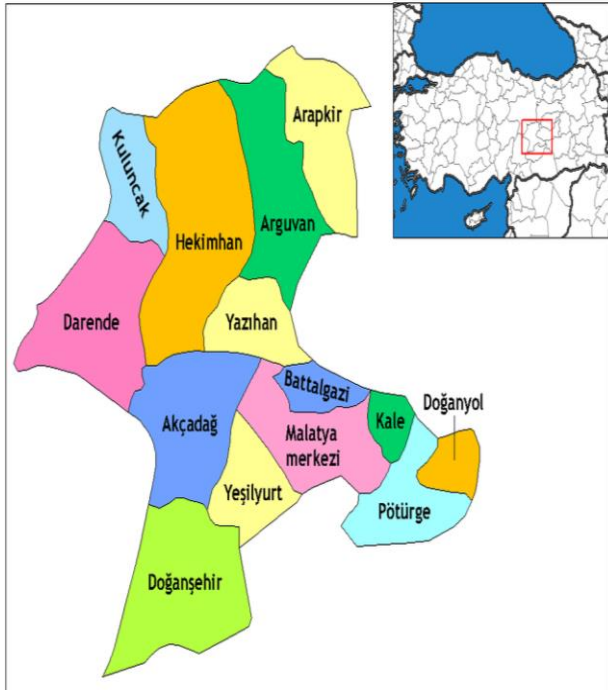 Arapkir
Kuluncak
Arguvan
Hekimhan
Darende
Yazıhan
Battalgazi
Doğanyol
Akçadağ
Kale
Malatya
merkezi
Yeşilyurt
Pötürge
Doğanşehir